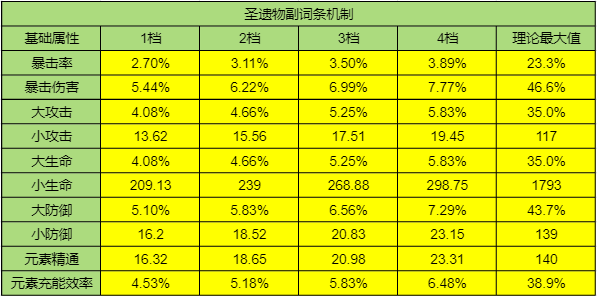 圣遗物副词条机制
基础属性 1档 2档 3档 4档 理论最大值
暴击率 2.70% 3.11% 3.50% 3.89% 23.3%
暴击伤害 5.44% 6.22% 6.99% 7.77% 46.6%
大攻击 4.08% 4.66% 5.25% 5.83% 35.0%
小攻击 13.62 15.56 17.51 19.45 117
大生命 4.08% 4.66% 5.25% 5.83% 35.0%
小生命 209.13 239 268.88 298.75 1793
大防御 5.10% 5.83% 6.56% 7.29% 43.7%
小防御 16.2 18.52 20.83 23.15 139
元素精通 16.32 18.65 20.98 23.31 140
元素充能效率 4.53% 5.18% 5.83% 6.48% 38.9%